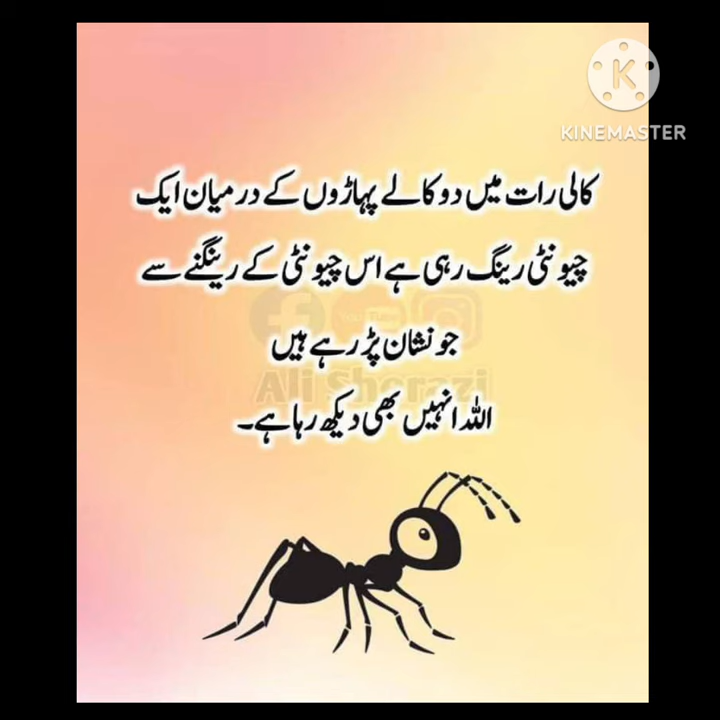 KINEMASTER
کالی رات میں دو کالے پہاڑوں کے درمیان ایک
چیونٹی رینگ رہی ہے اس چیونٹی کے رینگنے سے
جو نشان پڑ رہے ہیں
اللہ انہیں بھی دیکھ رہا ہے۔
Ali Sherazi